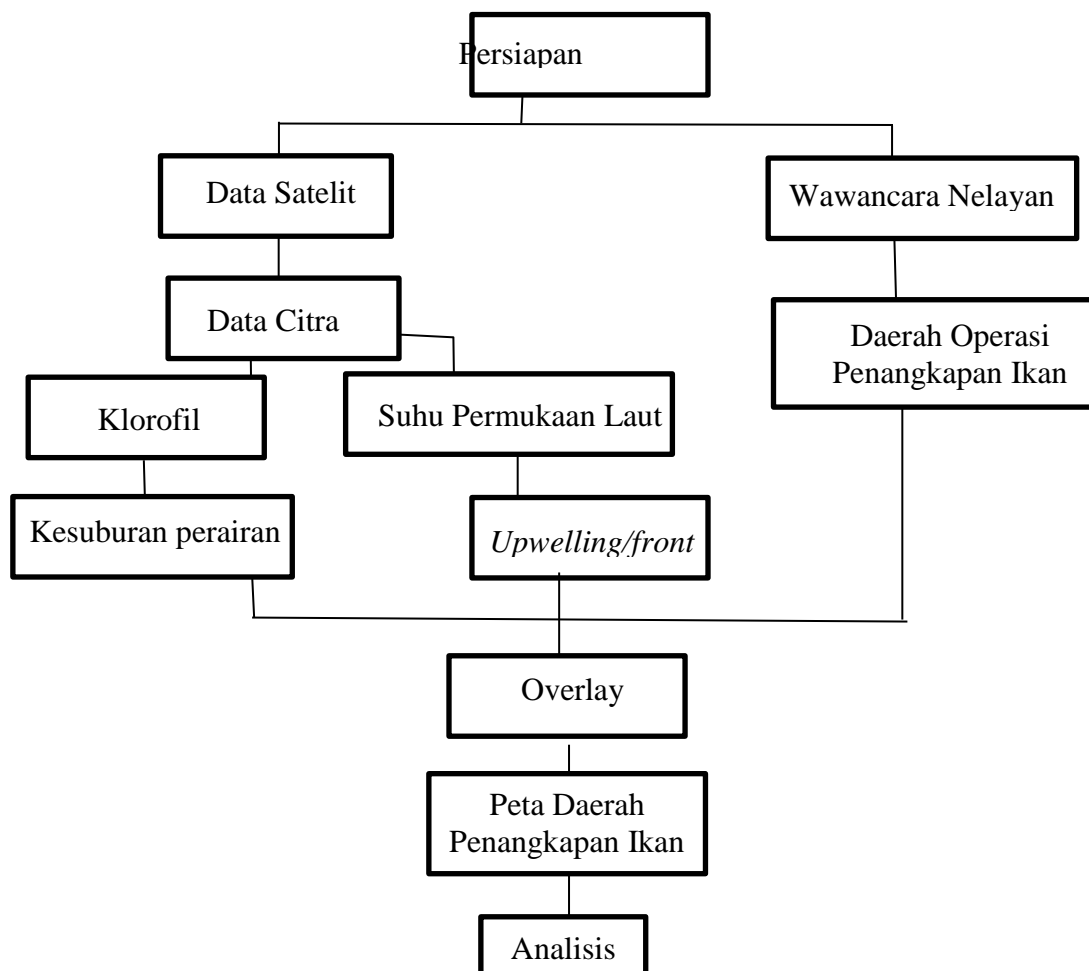 Persiapan
Data Satelit
Wawancara Nelayan
Data Citra
Daerah Operasi
Penangkapan Ikan
Klorofil
Suhu Permukaan Laut
Kesuburan perairan
Upwelling/front
Overlay
Peta Daerah
Penangkapan Ikan
Analisis